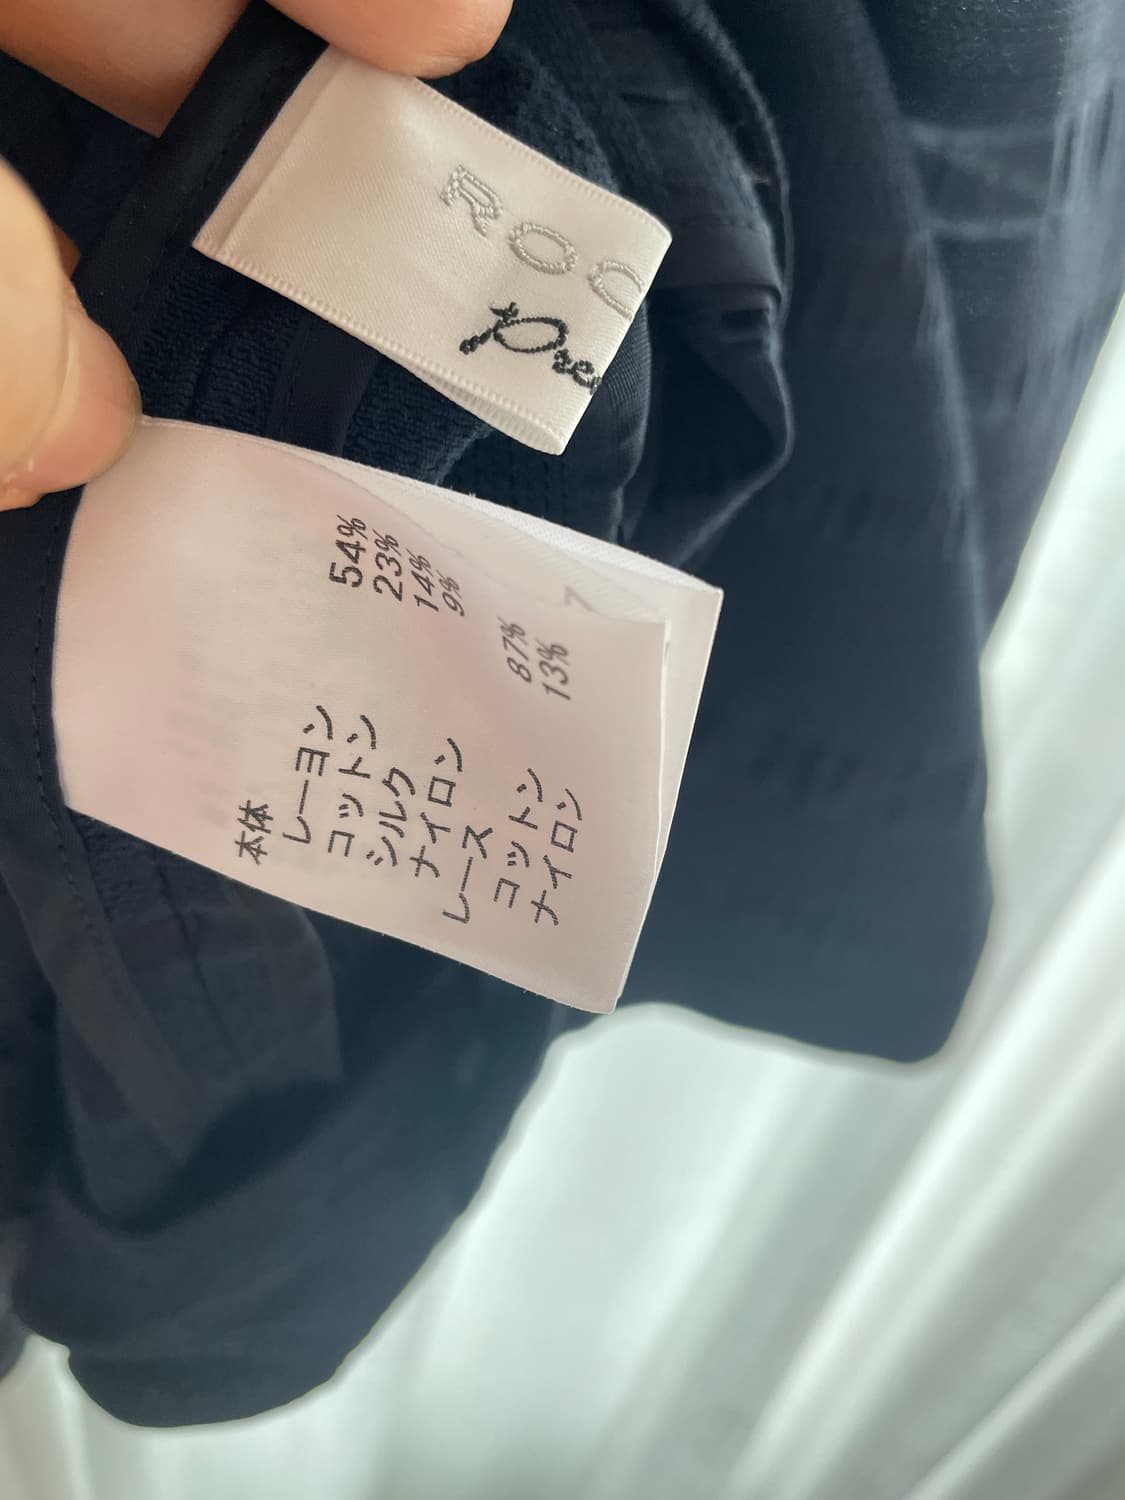 ROC
Pre
本体
レーヨン 54%
コットン 23%
シルク 14%
ナイロン 9%
レース
コットン 87%
ナイロン 13%